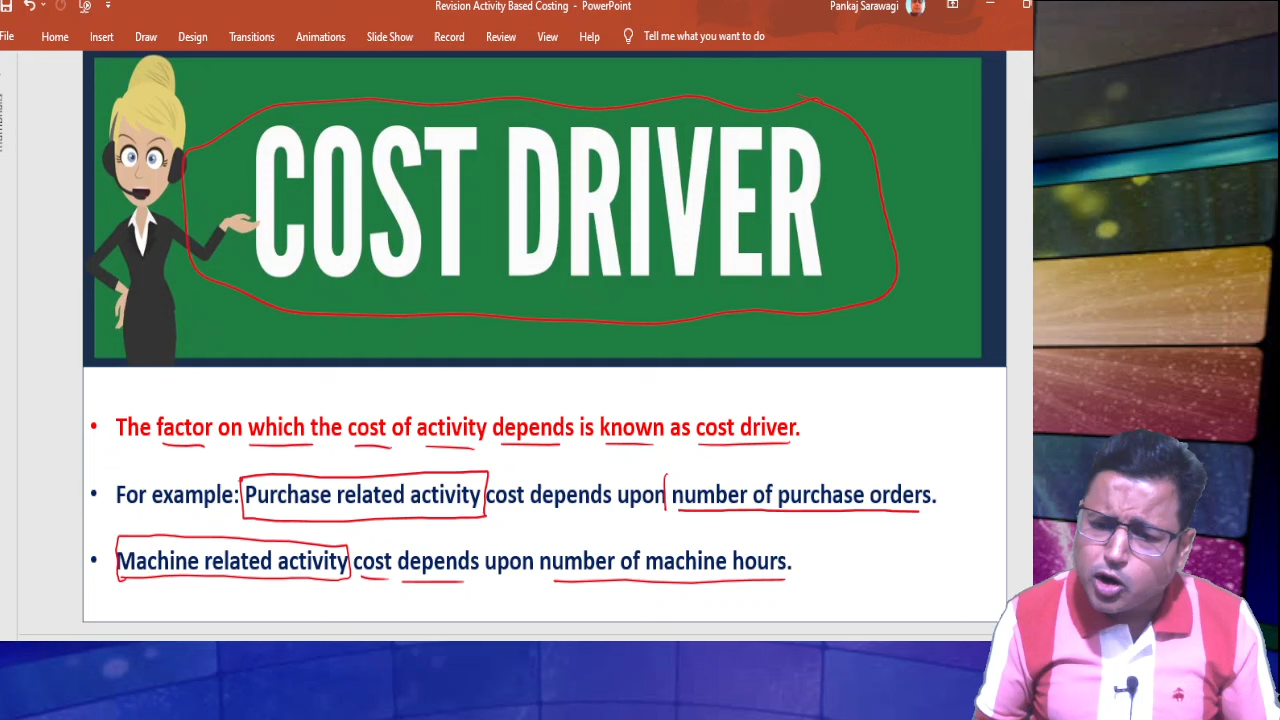 Revision Activity Based Costing - PowerPoint
Pankaj Sarawagi
File Home Insert Draw Design Transitions Animations Slide Show Record Review View Help Tell me what you want to do
COST DRIVER
• The factor on which the cost of activity depends is known as cost driver.
• For example: Purchase related activity cost depends upon number of purchase orders.
• Machine related activity cost depends upon number of machine hours.